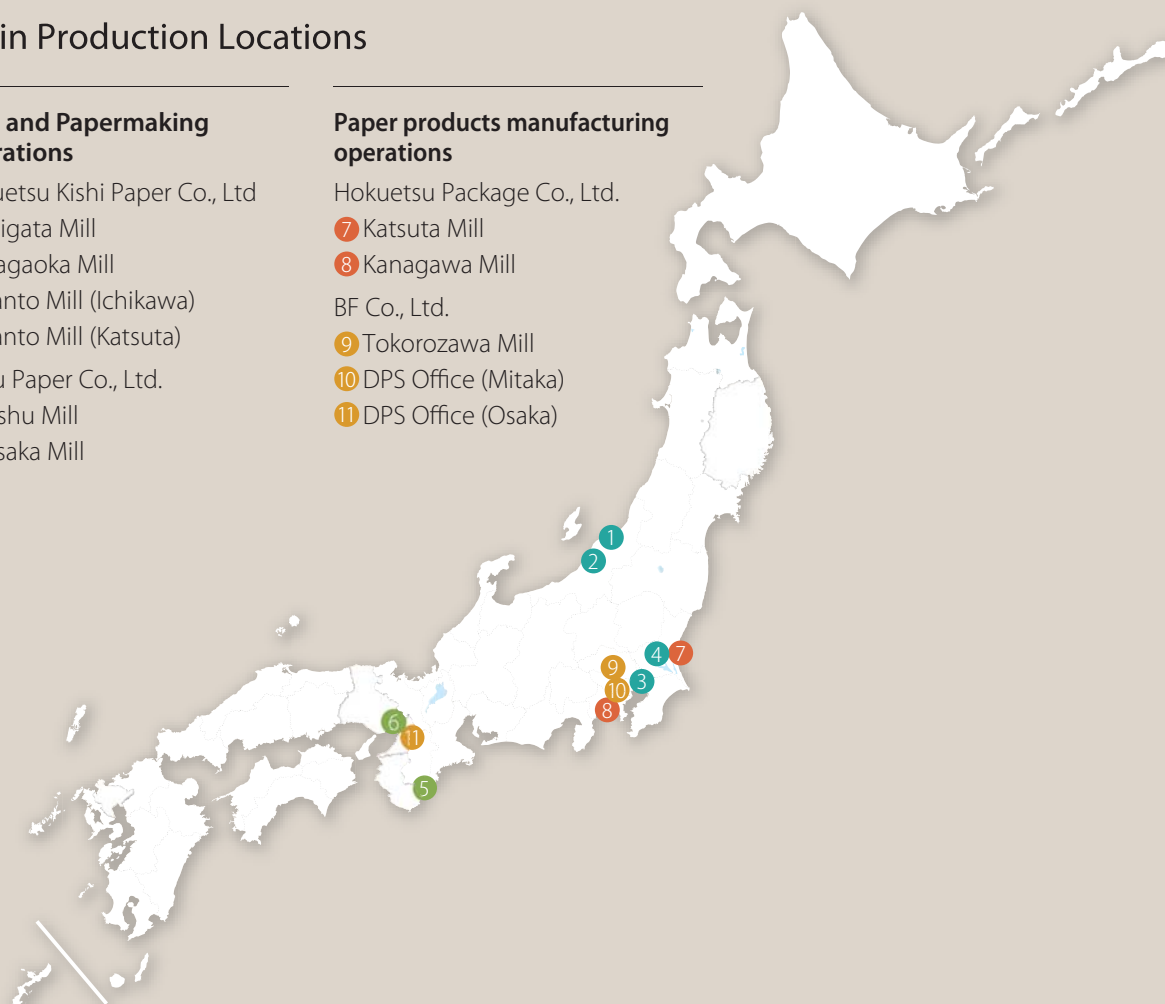 in Production Locations
and Papermaking
rations
uetsu Kishi Paper Co., Ltd
igata Mill
agaoka Mill
anto Mill (Ichikawa)
anto Mill (Katsuta)
u Paper Co., Ltd.
shu Mill
saka Mill
Paper products manufacturing
operations
Hokuetsu Package Co., Ltd.
7 Katsuta Mill
8 Kanagawa Mill
BF Co., Ltd.
9 Tokorozawa Mill
10 DPS Office (Mitaka)
11 DPS Office (Osaka)
1
2
4 7
9
3
10
8
6
11
5